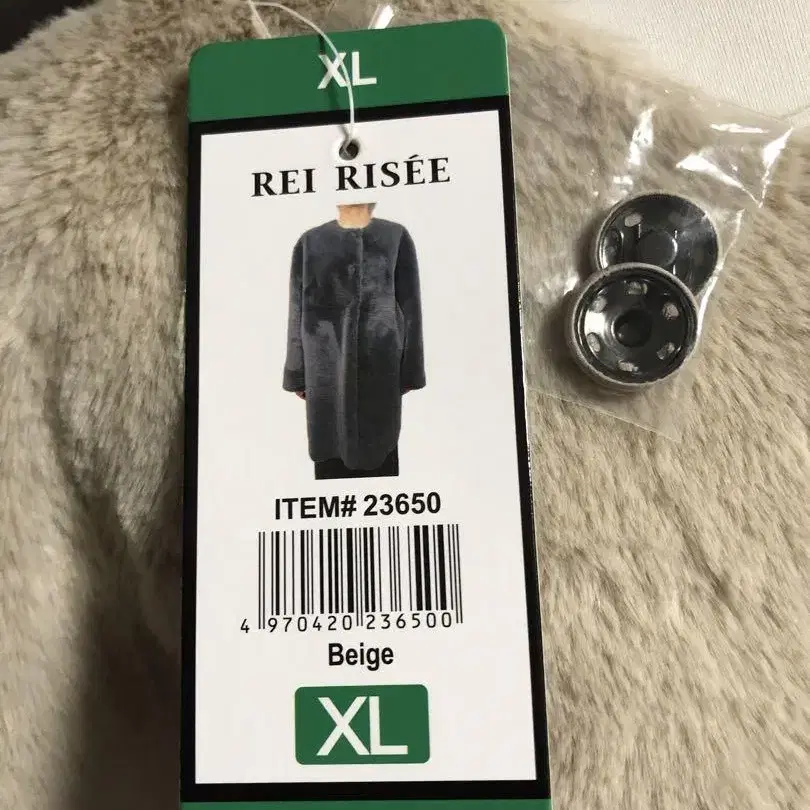 XL
REI RISÉE
ITEM# 23650
4 970420 236500
Beige
XL